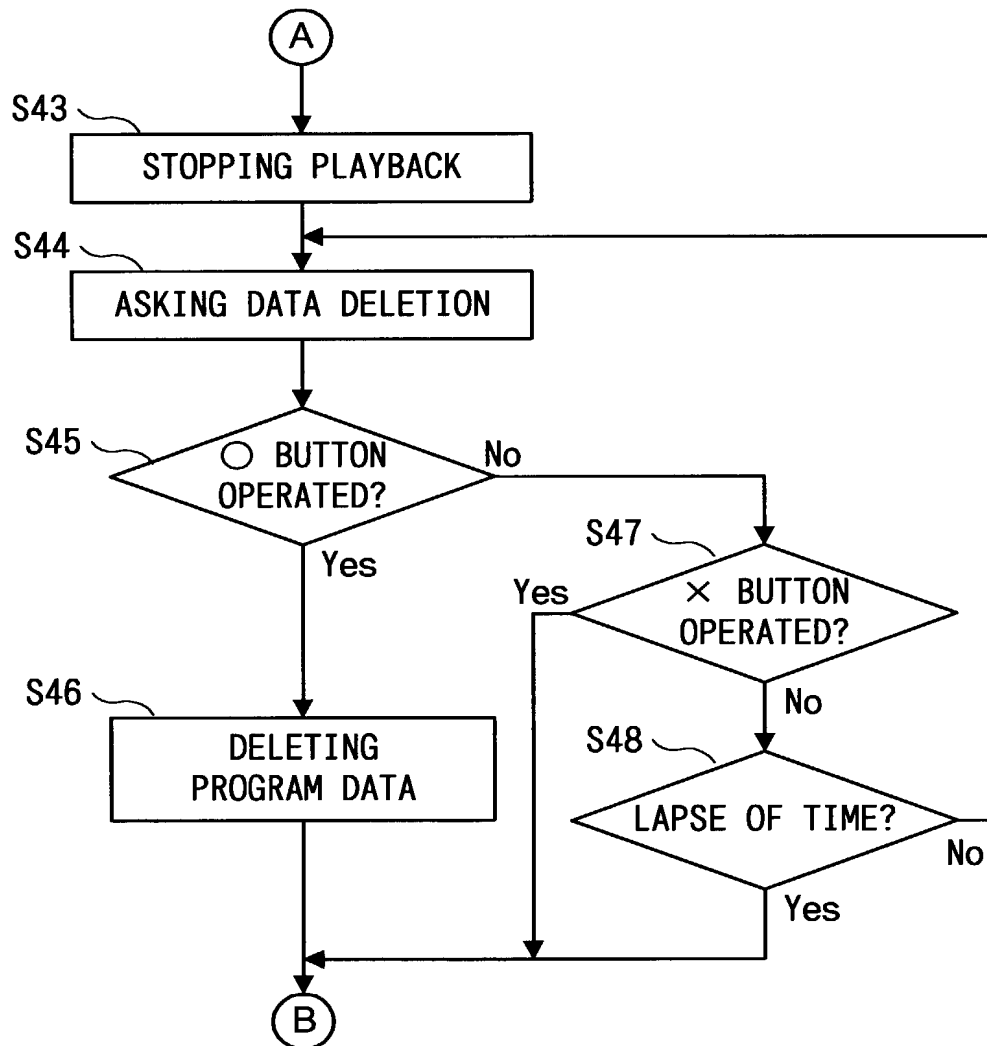 A
S43
STOPPING PLAYBACK
S44
ASKING DATA DELETION
S45
○ BUTTON
OPERATED?
No
Yes
S47
× BUTTON
OPERATED?
Yes
No
S46
DELETING
PROGRAM DATA
S48
LAPSE OF TIME?
No
Yes
B